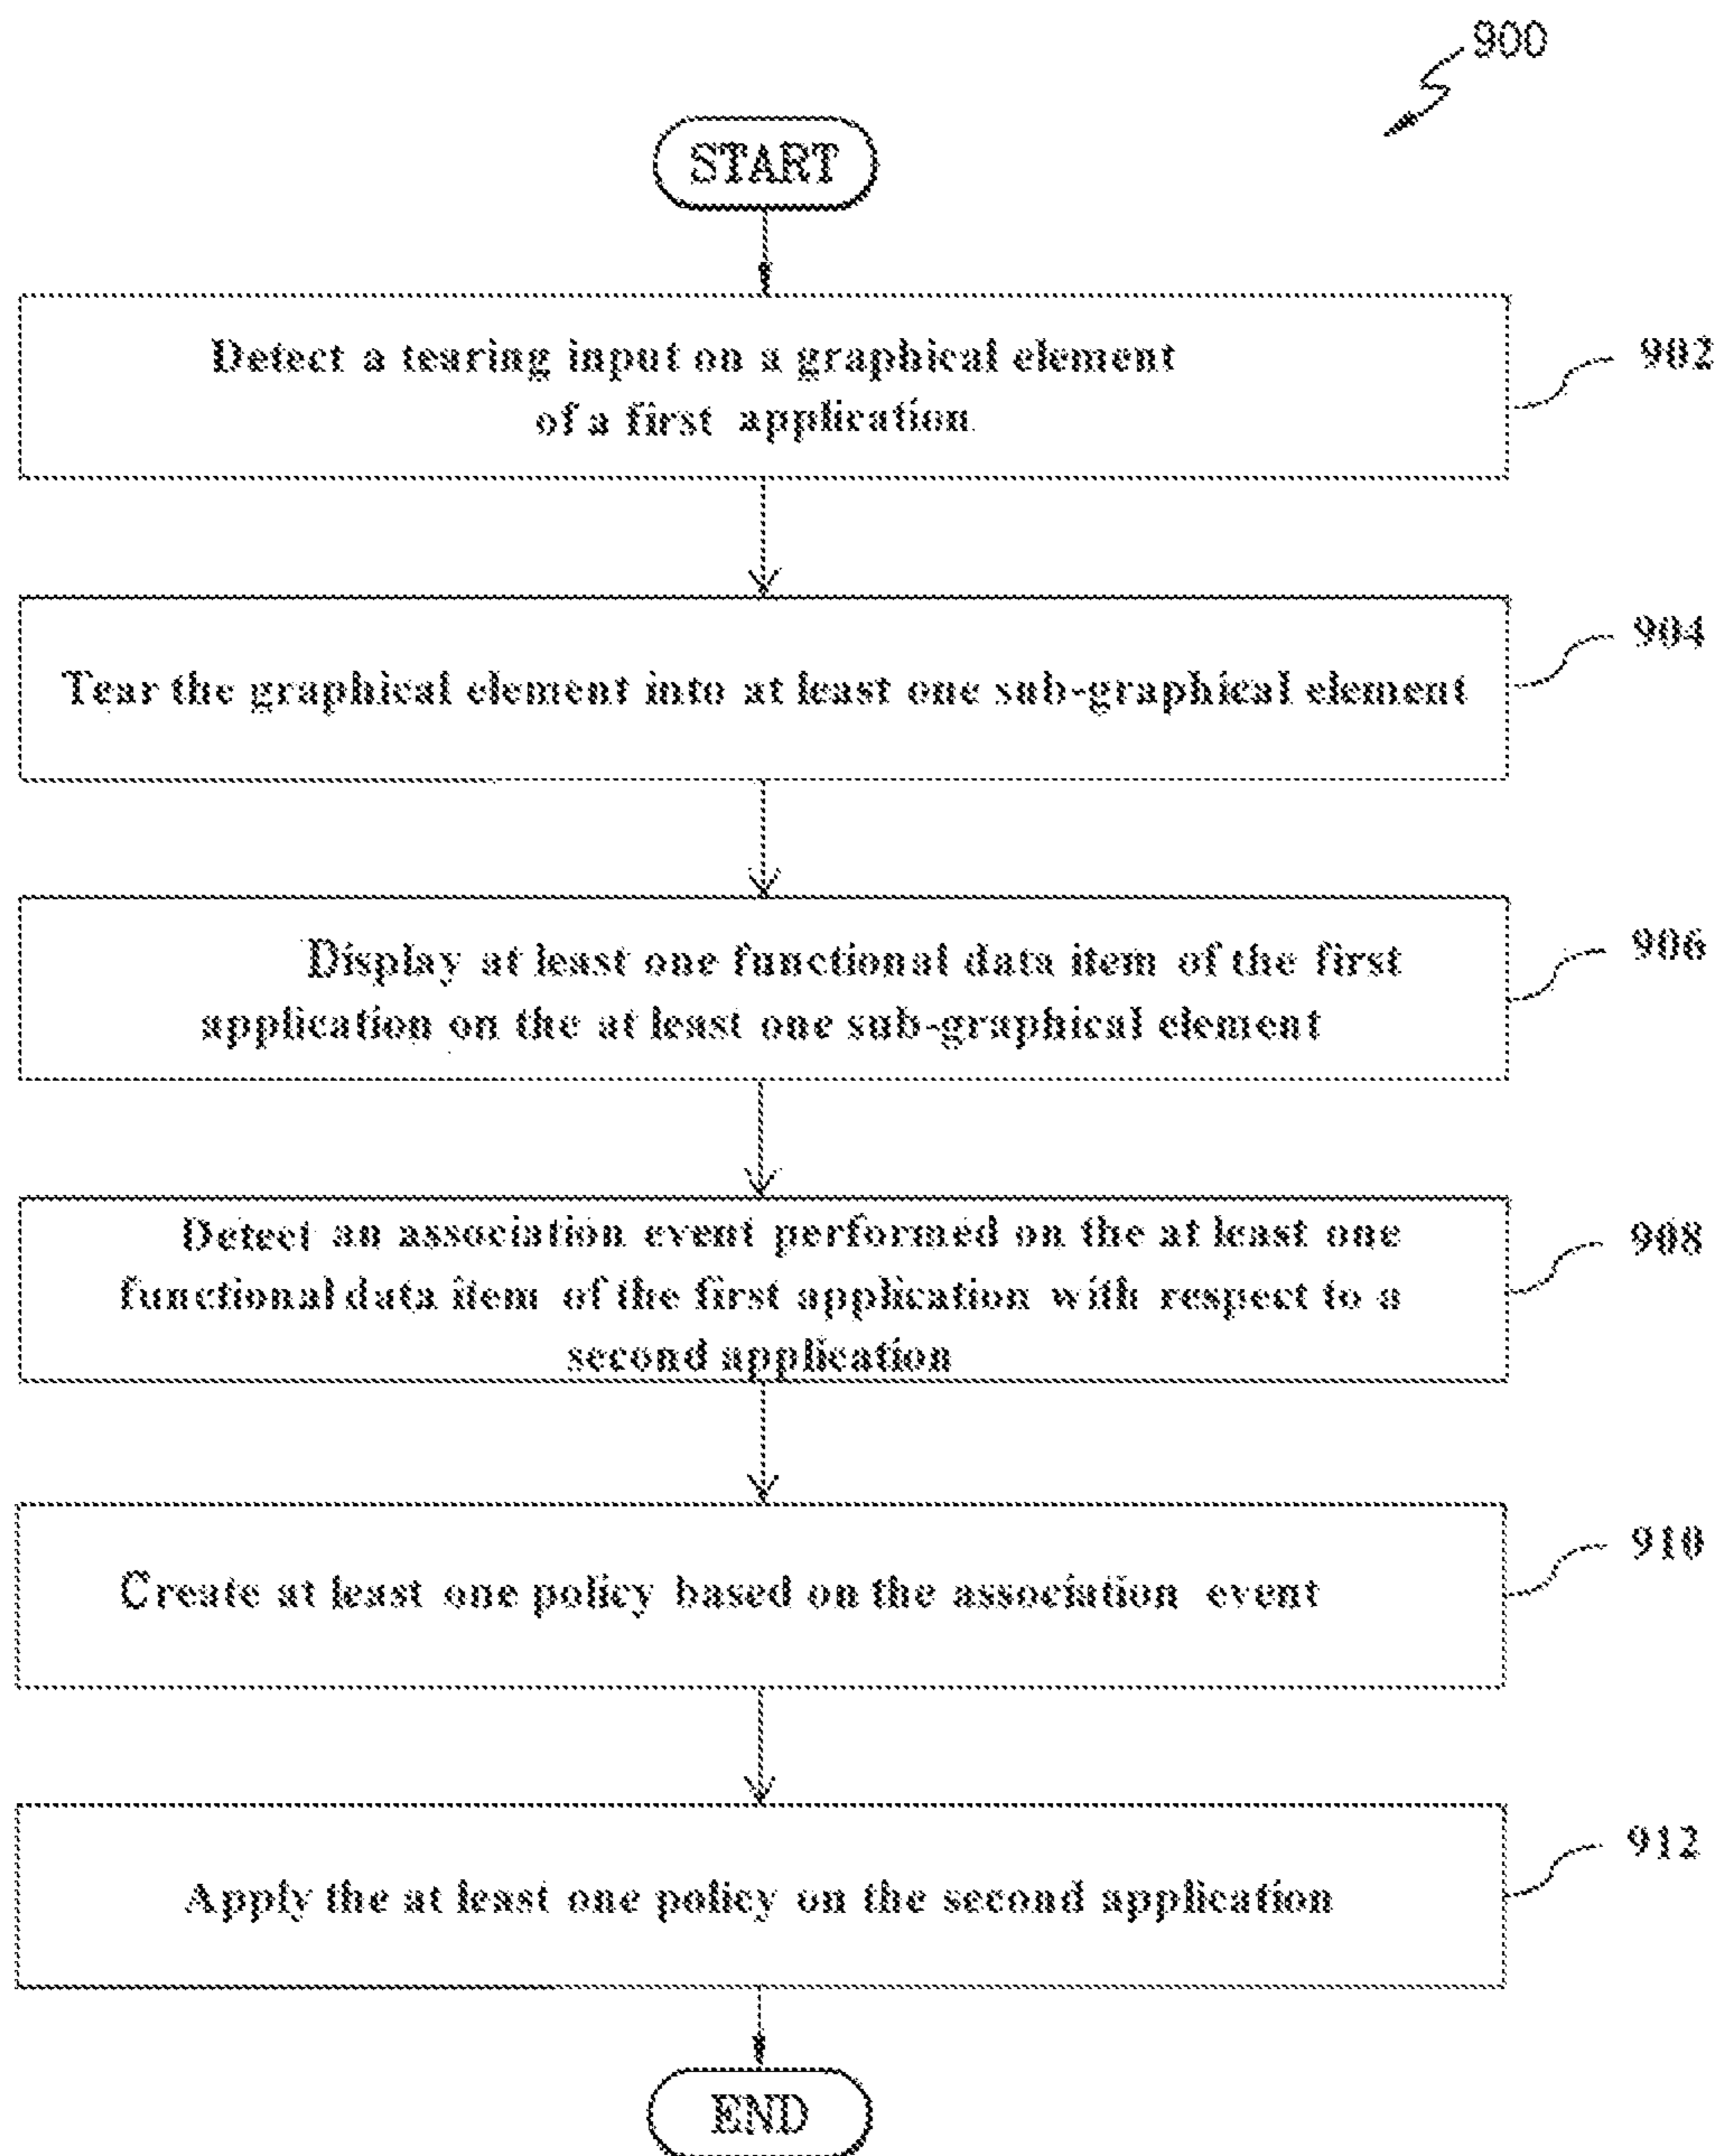 900
START
Detect a tearing input on a graphical element
of a first application
902
Tear the graphical element into at least one sub-graphical element
904
Display at least one functional data item of the first
application on the at least one sub-graphical element
906
Detect an association event performed on the at least one
functional data item of the first application with respect to a
second application
908
Create at least one policy based on the association event
910
Apply the at least one policy on the second application
912
END